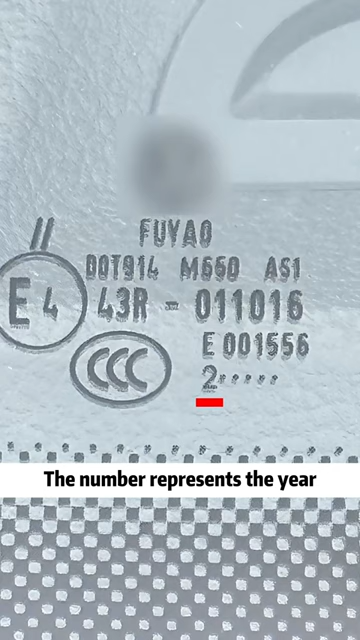 //
FUYAO
DOT914 M660 AS1
E 4 43R - 011016
E 001556
CCC
2·····
The number represents the year